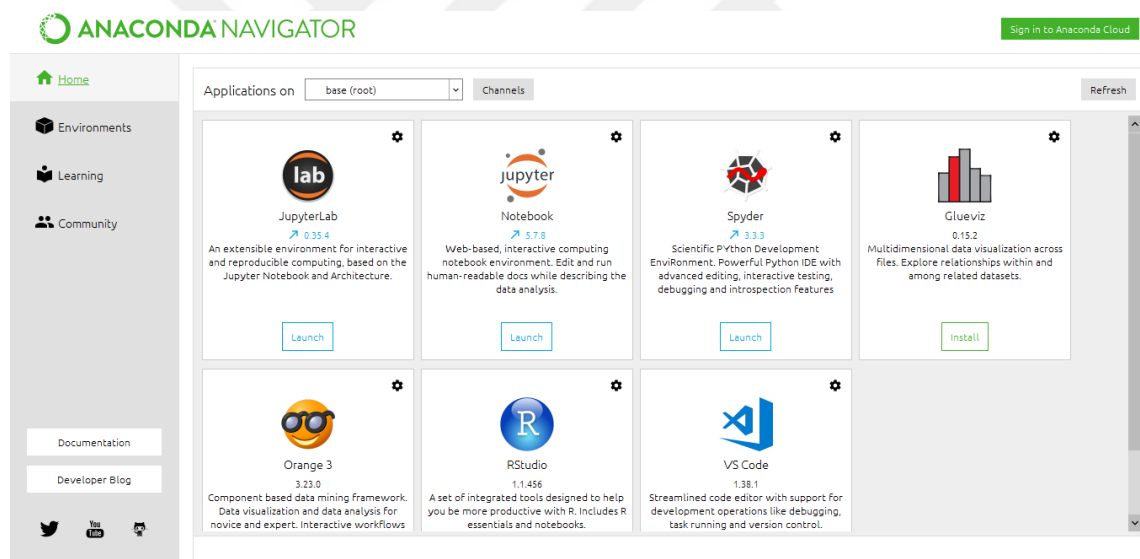 ANACONDA NAVIGATOR
Sign in to Anaconda Cloud
Home
Environments
Learning
Community
Documentation
Developer Blog
You
Tube
Applications on
base (root)
Channels
Refresh
lab
JupyterLab
0.35.4
An extensible environment for interactive
and reproducible computing, based on the
Jupyter Notebook and Architecture.
Launch
jupyter
Notebook
5.7.8
Web-based, interactive computing
notebook environment. Edit and run
human-readable docs while describing the
data analysis.
Launch
Spyder
3.3.3
Scientific PYthon Development
EnviRonment. Powerful Python IDE with
advanced editing, interactive testing,
debugging and introspection features
Launch
Glueviz
0.15.2
Multidimensional data visualization across
files. Explore relationships within and
among related datasets.
Install
Orange 3
3.23.0
Component based data mining framework.
Data visualization and data analysis for
novice and expert. Interactive workflows
R
RStudio
1.1.456
A set of integrated tools designed to help
you be more productive with R. Includes R
essentials and notebooks.
VS Code
1.38.1
Streamlined code editor with support for
development operations like debugging,
task running and version control.